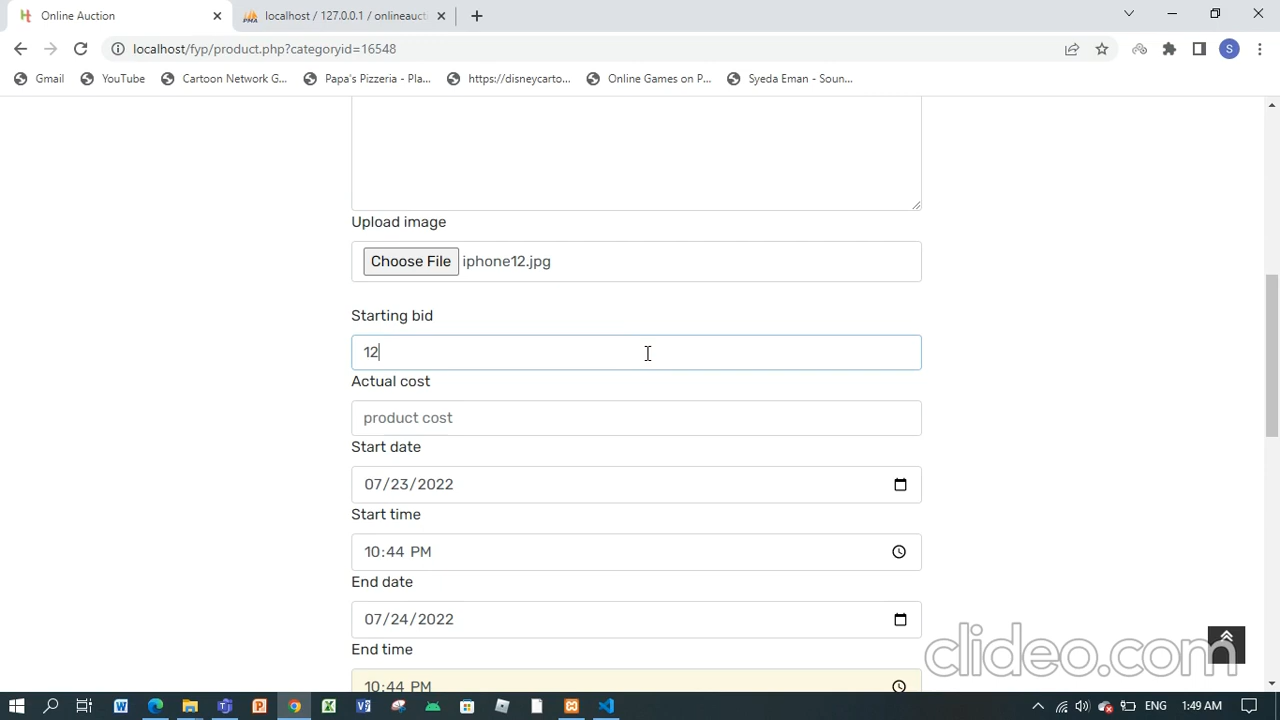 Online Auction
localhost / 127.0.0.1 / onlineauct
localhost/fyp/product.php?categoryid=16548
S
Gmail
YouTube
Cartoon Network G...
Papa's Pizzeria - Pla...
https://disneycarto...
Online Games on P...
Syeda Eman - Soun...
Upload image
Choose File iphone12.jpg
Starting bid
12
Actual cost
product cost
Start date
07/23/2022
Start time
10:44 PM
End date
07/24/2022
End time
10:44 PM
clideo.com
ENG 1:49 AM